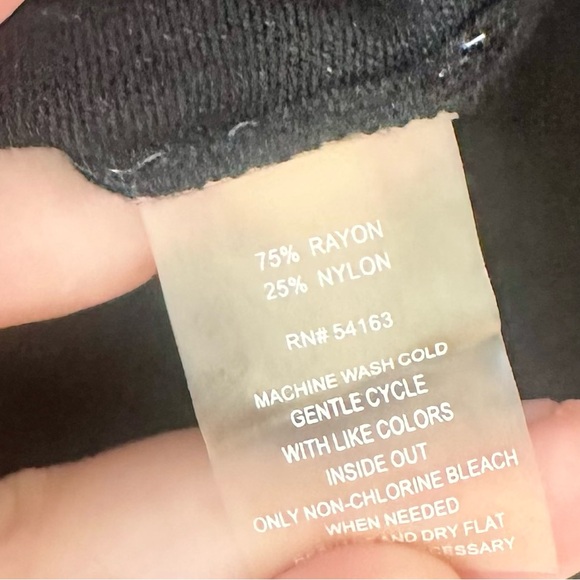 75% RAYON
25% NYLON
RN# 54163
MACHINE WASH COLD
GENTLE CYCLE
WITH LIKE COLORS
INSIDE OUT
ONLY NON-CHLORINE BLEACH
WHEN NEEDED
AND DRY FLAT